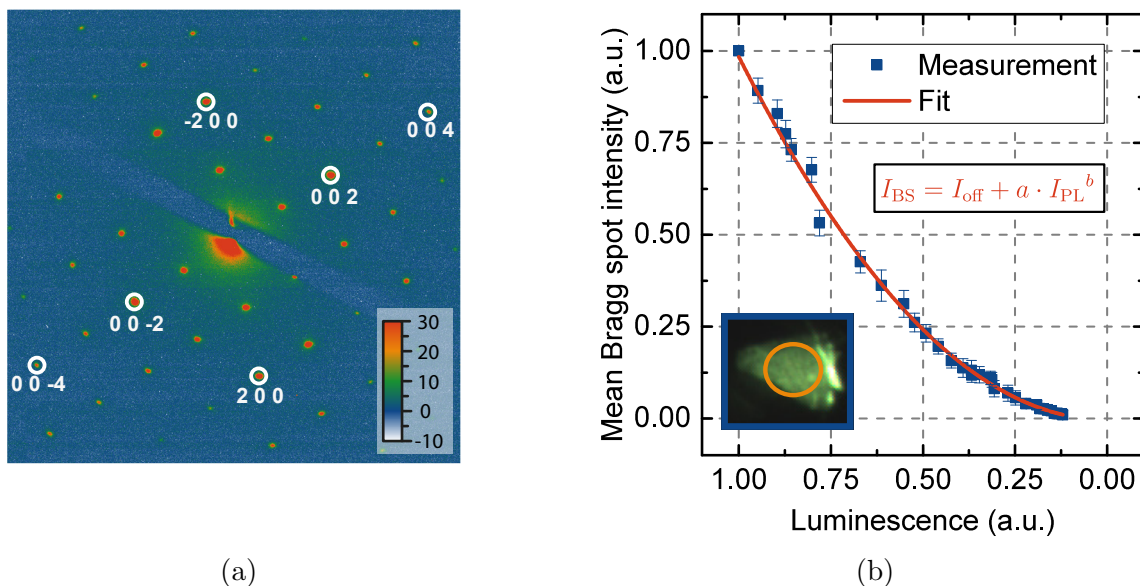 -2 0 0
0 0 4
0 0 2
0 0 -2
0 0 -4
2 0 0
30
20
10
0
-10
(a)
Mean Bragg spot intensity (a.u.)
1.00
0.75
0.50
0.25
0.00
Measurement
Fit
I_BS = I_off + a · I_PL^b
1.00 0.75 0.50 0.25 0.00
Luminescence (a.u.)
(b)